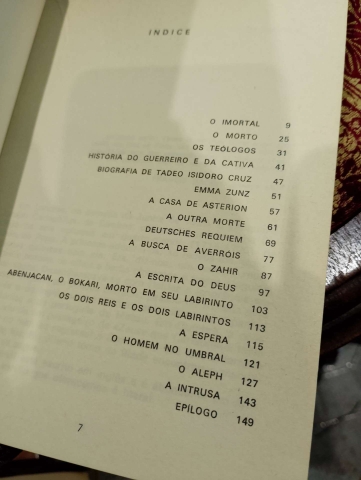 INDICE
O IMORTAL 9
O MORTO 25
OS TEÓLOGOS 31
HISTÓRIA DO GUERREIRO E DA CATIVA 41
BIOGRAFIA DE TADEO ISIDORO CRUZ 47
EMMA ZUNZ 51
A CASA DE ASTERION 57
A OUTRA MORTE 61
DEUTSCHES REQUIEM 69
A BUSCA DE AVERROIS 77
O ZAHIR 87
A ESCRITA DO DEUS 97
ABENJACAN, O BOKARI, MORTO EM SEU LABIRINTO 103
OS DOIS REIS E OS DOIS LABIRINTOS 113
A ESPERA 115
O HOMEM NO UMBRAL 121
O ALEPH 127
A INTRUSA 143
EPÍLOGO 149
7